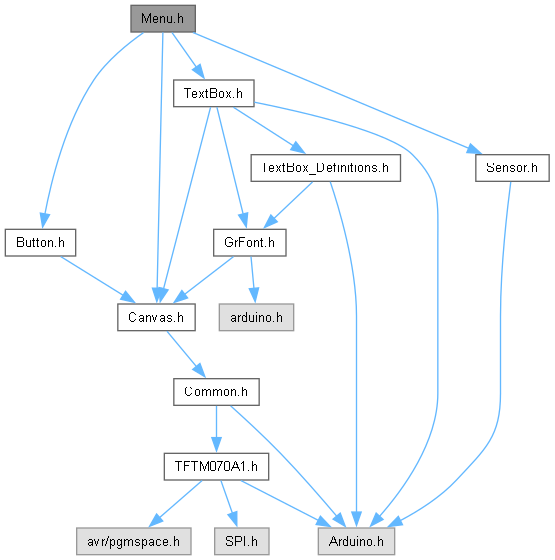 Menu.h
TextBox.h
TextBox_Definitions.h
Sensor.h
Button.h
GrFont.h
Canvas.h
arduino.h
Common.h
TFTM070A1.h
avr/pgmspace.h
SPI.h
Arduino.h